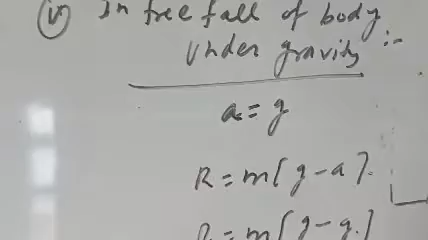 (v) In free fall of body
under gravity :-
a = g
R = m[g-a].
R = m[g-g.]